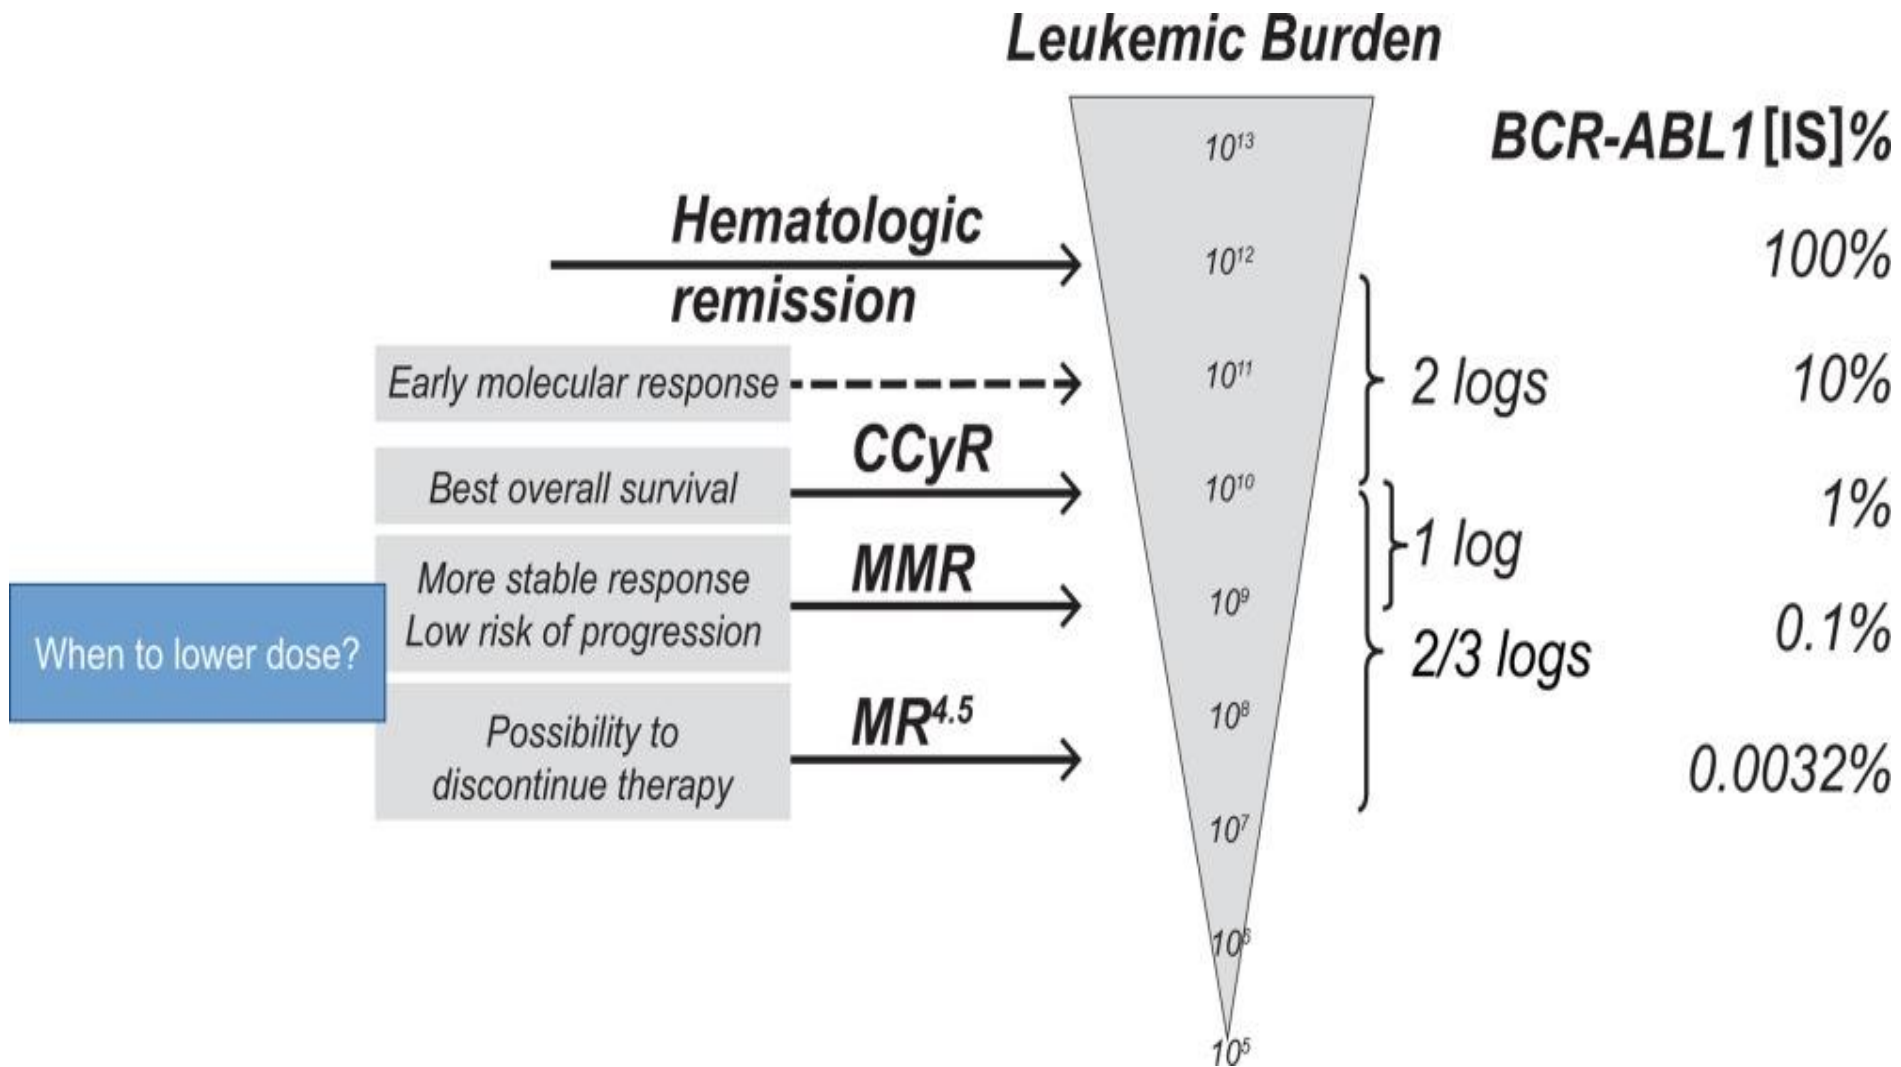 Leukemic Burden
BCR-ABL1 [IS]%
10¹³
Hematologic
remission
10¹²
100%
Early molecular response
10¹¹
2 logs
10%
CCyR
Best overall survival
10¹⁰
1%
1 log
MMR
More stable response
Low risk of progression
10⁹
0.1%
When to lower dose?
2/3 logs
MR⁴·⁵
Possibility to
discontinue therapy
10⁸
0.0032%
10⁷
10⁶
10⁵